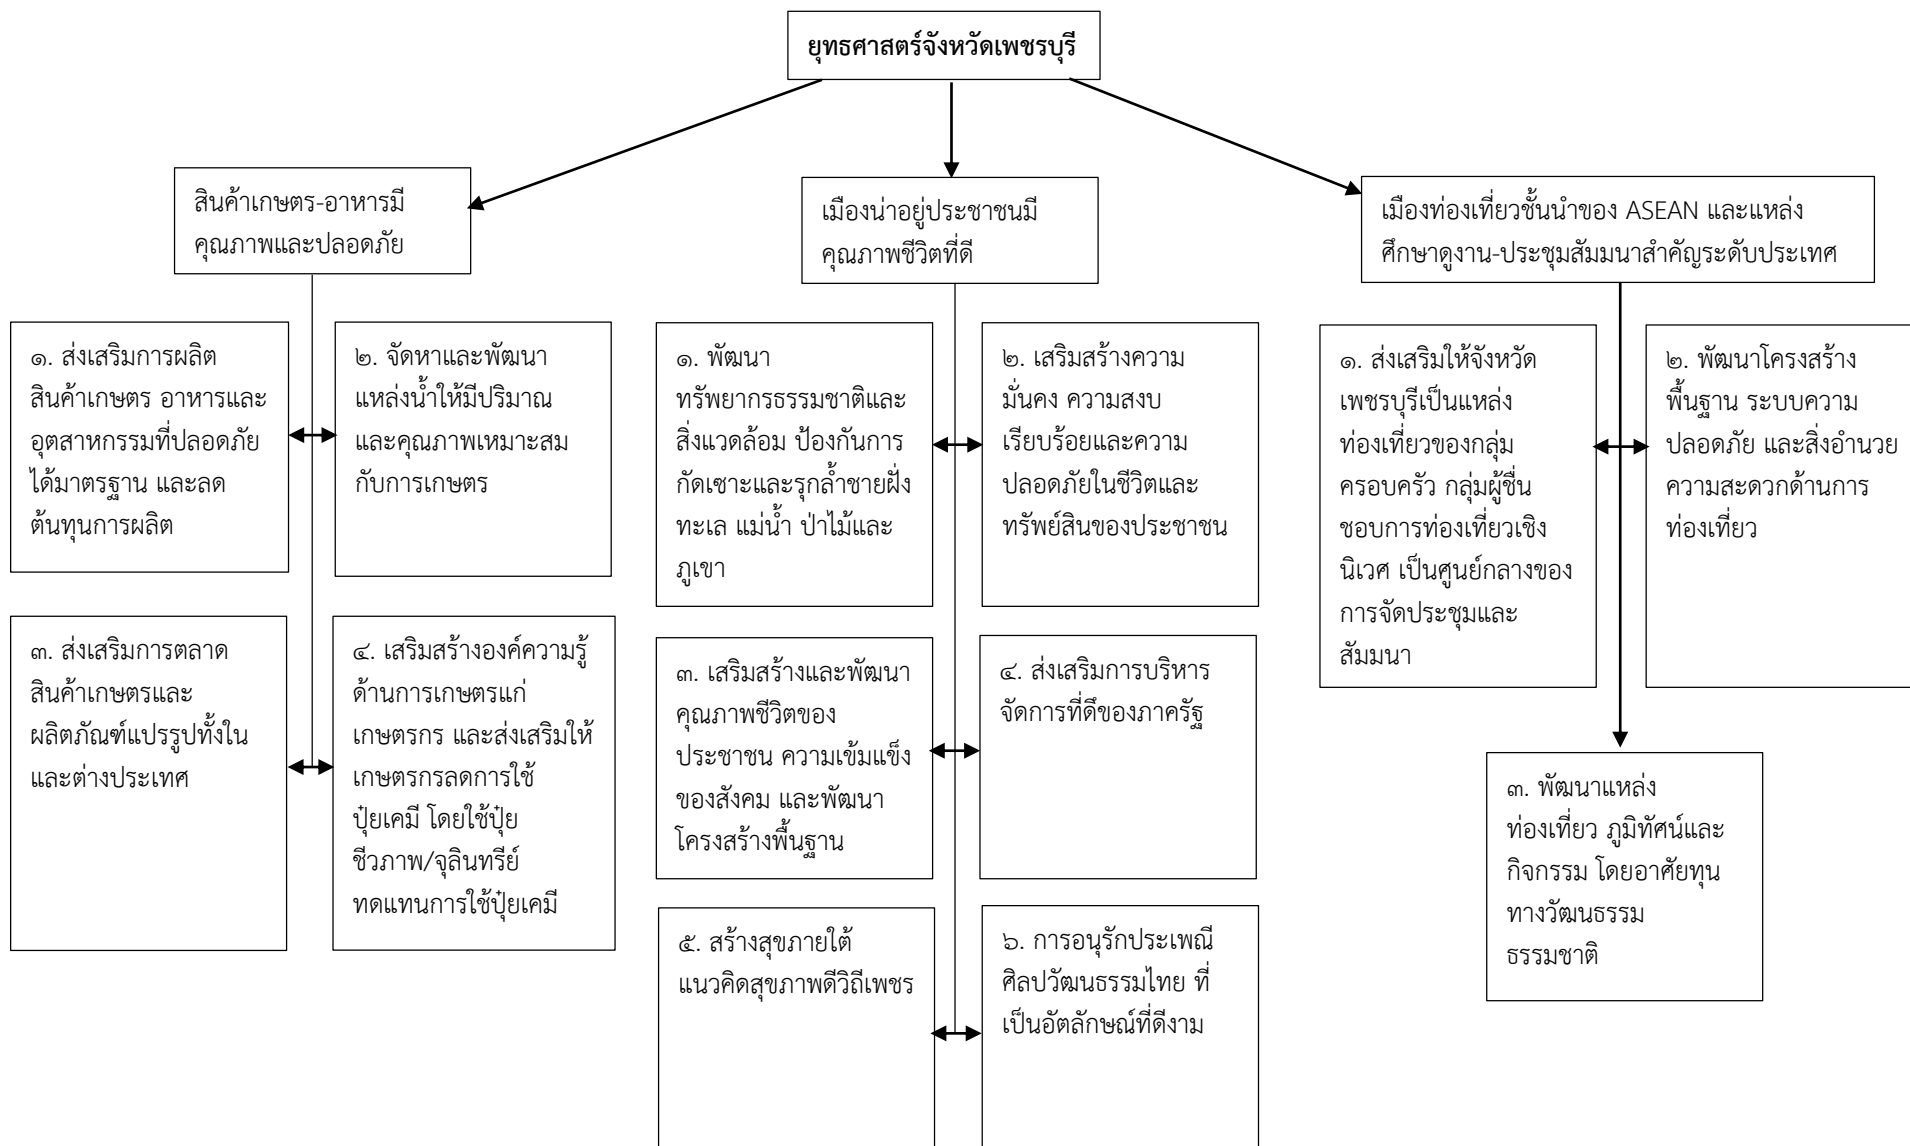 ยุทธศาสตร์จังหวัดเพชรบุรี
สินค้าเกษตร-อาหารมี
คุณภาพและปลอดภัย
เมืองน่าอยู่ประชาชนมี
คุณภาพชีวิตที่ดี
เมืองท่องเที่ยวชั้นนำของ ASEAN และแหล่ง
ศึกษาดูงาน-ประชุมสัมมนาสำคัญระดับประเทศ
๑. ส่งเสริมการผลิต
สินค้าเกษตร อาหารและ
อุตสาหกรรมที่ปลอดภัย
ได้มาตรฐาน และลด
ต้นทุนการผลิต
๒. จัดหาและพัฒนา
แหล่งน้ำให้มีปริมาณ
และคุณภาพเหมาะสม
กับการเกษตร
๓. ส่งเสริมการตลาด
สินค้าเกษตรและ
ผลิตภัณฑ์แปรรูปทั้งใน
และต่างประเทศ
๔. เสริมสร้างองค์ความรู้
ด้านการเกษตรแก่
เกษตรกร และส่งเสริมให้
เกษตรกรลดการใช้
ปุ๋ยเคมี โดยใช้ปุ๋ย
ชีวภาพ/จุลินทรีย์
ทดแทนการใช้ปุ๋ยเคมี
๑. พัฒนา
ทรัพยากรธรรมชาติและ
สิ่งแวดล้อม ป้องกันการ
กัดเซาะและรุกล้ำชายฝั่ง
ทะเล แม่น้ำ ป่าไม้และ
ภูเขา
๒. เสริมสร้างความ
มั่นคง ความสงบ
เรียบร้อยและความ
ปลอดภัยในชีวิตและ
ทรัพย์สินของประชาชน
๓. เสริมสร้างและพัฒนา
คุณภาพชีวิตของ
ประชาชน ความเข้มแข็ง
ของสังคม และพัฒนา
โครงสร้างพื้นฐาน
๔. ส่งเสริมการบริหาร
จัดการที่ดีของภาครัฐ
๕. สร้างสุขภายใต้
แนวคิดสุขภาพดีวิถีเพชร
๖. การอนุรักประเพณี
ศิลปวัฒนธรรมไทย ที่
เป็นอัตลักษณ์ที่ดีงาม
๑. ส่งเสริมให้จังหวัด
เพชรบุรีเป็นแหล่ง
ท่องเที่ยวของกลุ่ม
ครอบครัว กลุ่มผู้ชื่น
ชอบการท่องเที่ยวเชิง
นิเวศ เป็นศูนย์กลางของ
การจัดประชุมและ
สัมมนา
๒. พัฒนาโครงสร้าง
พื้นฐาน ระบบความ
ปลอดภัย และสิ่งอำนวย
ความสะดวกด้านการ
ท่องเที่ยว
๓. พัฒนาแหล่ง
ท่องเที่ยว ภูมิทัศน์และ
กิจกรรม โดยอาศัยทุน
ทางวัฒนธรรม
ธรรมชาติ